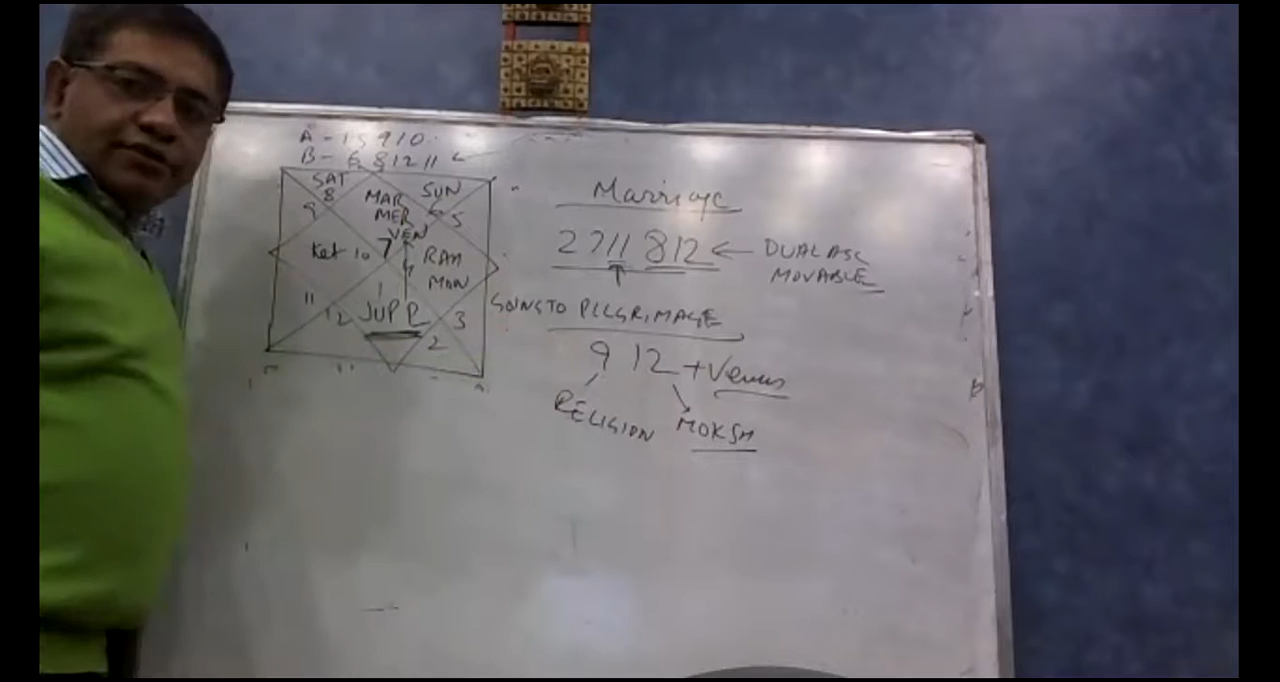 A - 1 5 9 10
B - 6 8 12 11
SAT
8
9
MAR
MER
VEN
SUN
6
5
Ket 10
7
4
RAH
MON
11
1
12
JUP R
3
2
Marriage
2 7 11 8 12 ← DUAL ASC
MOVABLE
↑
GOING TO PILGRIMAGE
9 12 + Venus
RELIGION
MOKSH